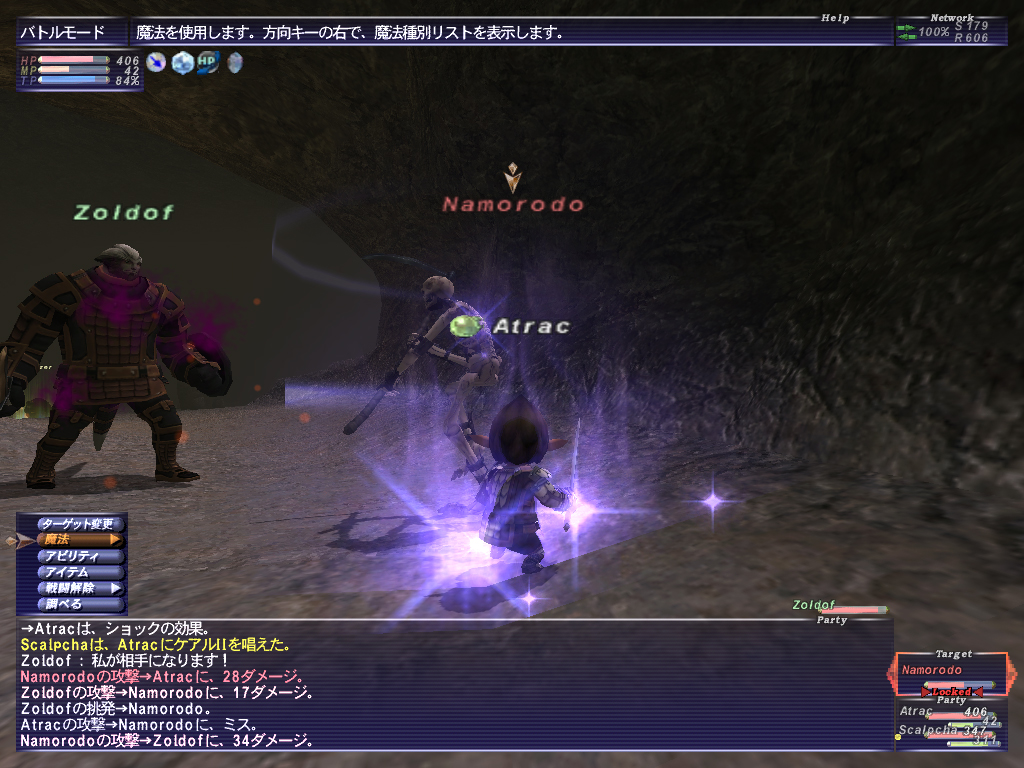 バトルモード
魔法を使用します。方向キーの右で、魔法種別リストを表示します。
Help
Network
100%
S 179
R 606
HP 406
MP 42
TP 84%
HP
Zoldof
Namorodo
Atrac
ターゲット変更
魔法
アビリティ
アイテム
戦闘解除
調べる
→Atracは、ショックの効果。
Scalpchaは、AtracにケアルIIを唱えた。
Zoldof : 私が相手になります!
Namorodoの攻撃→Atracに、28ダメージ。
Zoldofの攻撃→Namorodoに、17ダメージ。
Zoldofの挑発→Namorodo。
Atracの攻撃→Namorodoに、ミス。
Namorodoの攻撃→Zoldofに、34ダメージ。
Zoldof
Party
Target
Namorodo
Locked
Party
Atrac 406
42
Scalpcha 347
311